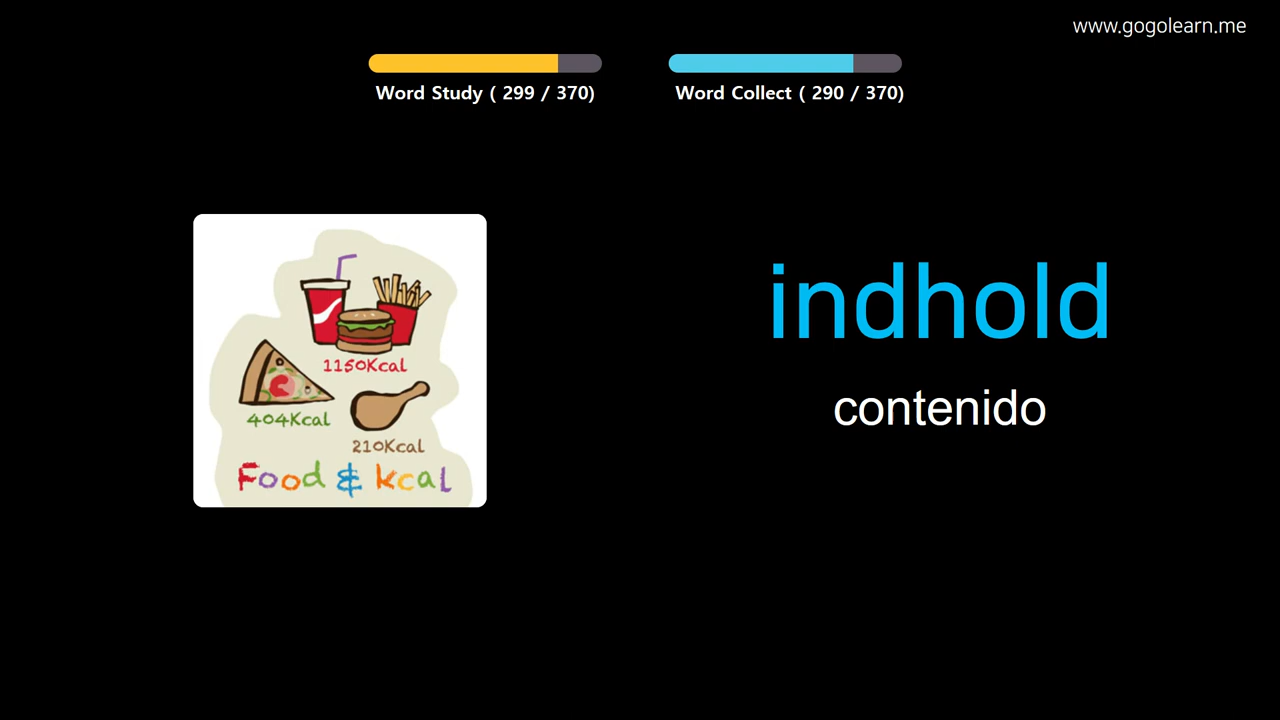 www.gogolearn.me
Word Study ( 299 / 370)
Word Collect ( 290 / 370)
1150Kcal
404Kcal
210Kcal
Food & kcal
indhold
contenido